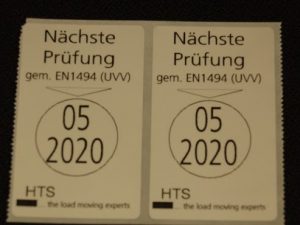 Nächste
Prüfung
gem. EN1494 (UVV)
05
2020
HTS
... the load moving experts
Nächste
Prüfung
gem. EN1494 (UVV)
05
2020
HTS
... the load moving experts